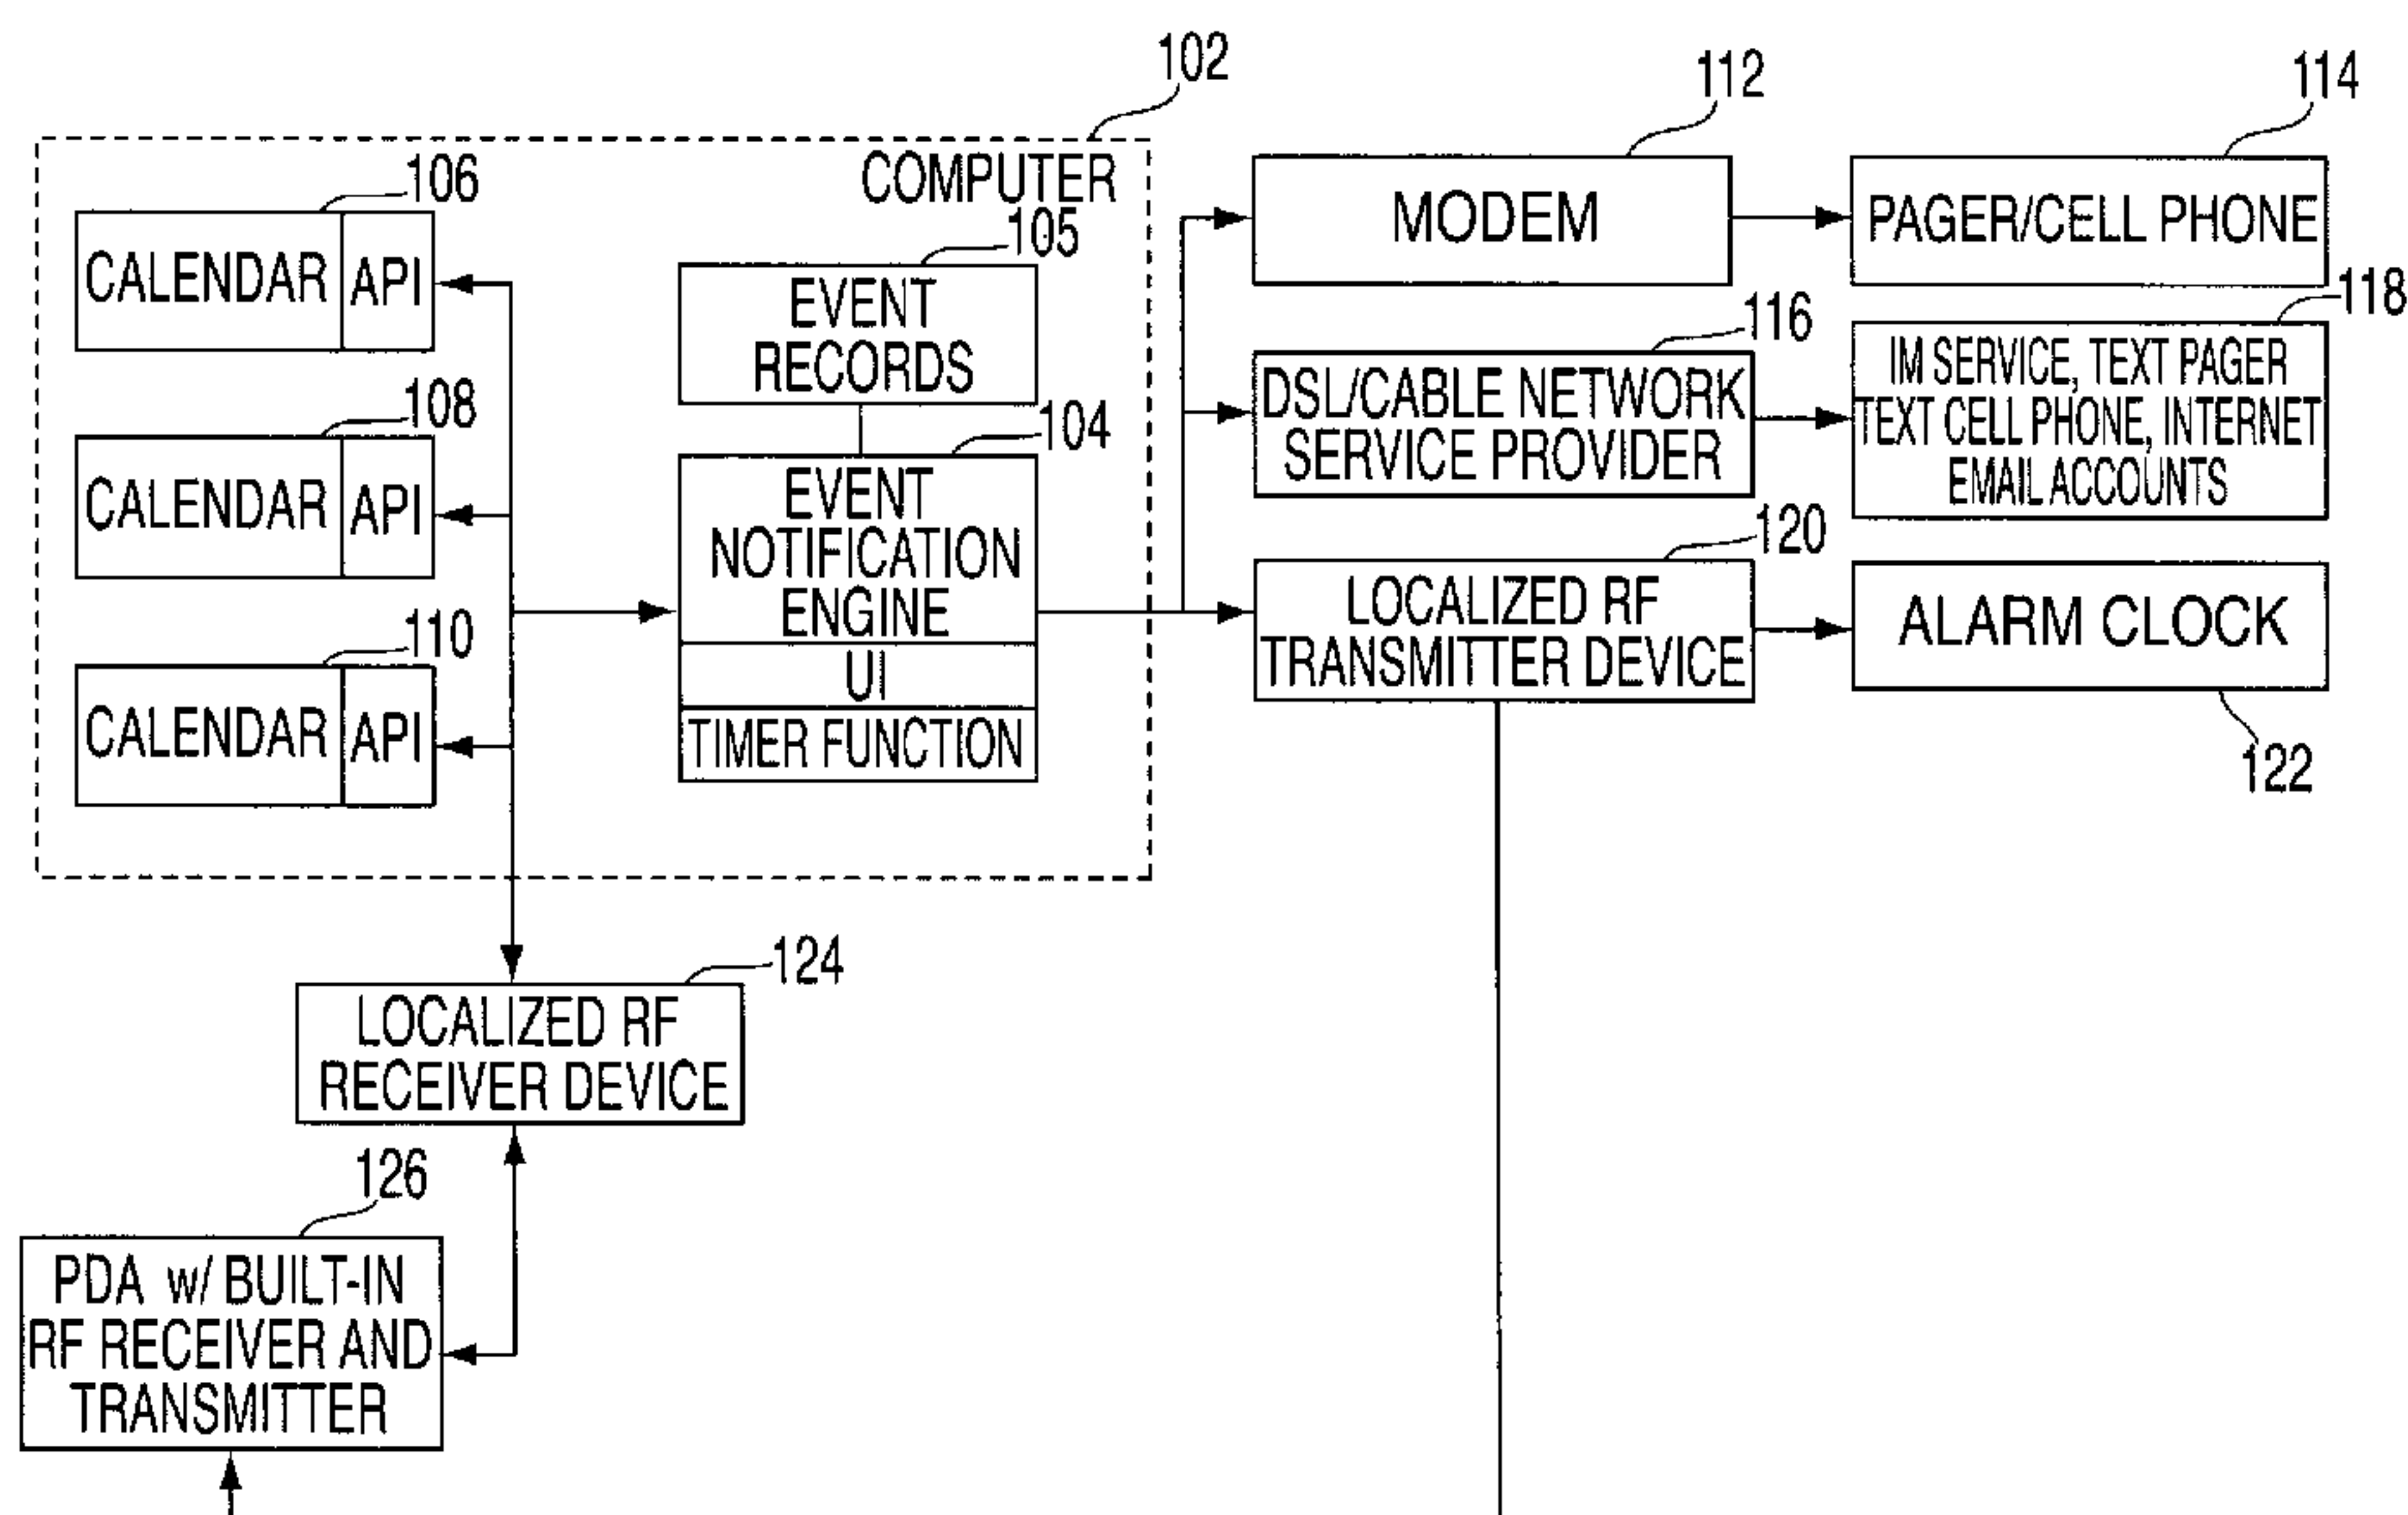 102
112
114
COMPUTER
106
CALENDAR API
105
EVENT
RECORDS
MODEM
PAGER/CELL PHONE
108
CALENDAR API
104
EVENT
NOTIFICATION
ENGINE
UI
TIMER FUNCTION
116
DSL/CABLE NETWORK
SERVICE PROVIDER
118
IM SERVICE, TEXT PAGER
TEXT CELL PHONE, INTERNET
EMAIL ACCOUNTS
110
CALENDAR API
120
LOCALIZED RF
TRANSMITTER DEVICE
ALARM CLOCK
122
124
LOCALIZED RF
RECEIVER DEVICE
126
PDA w/ BUILT-IN
RF RECEIVER AND
TRANSMITTER